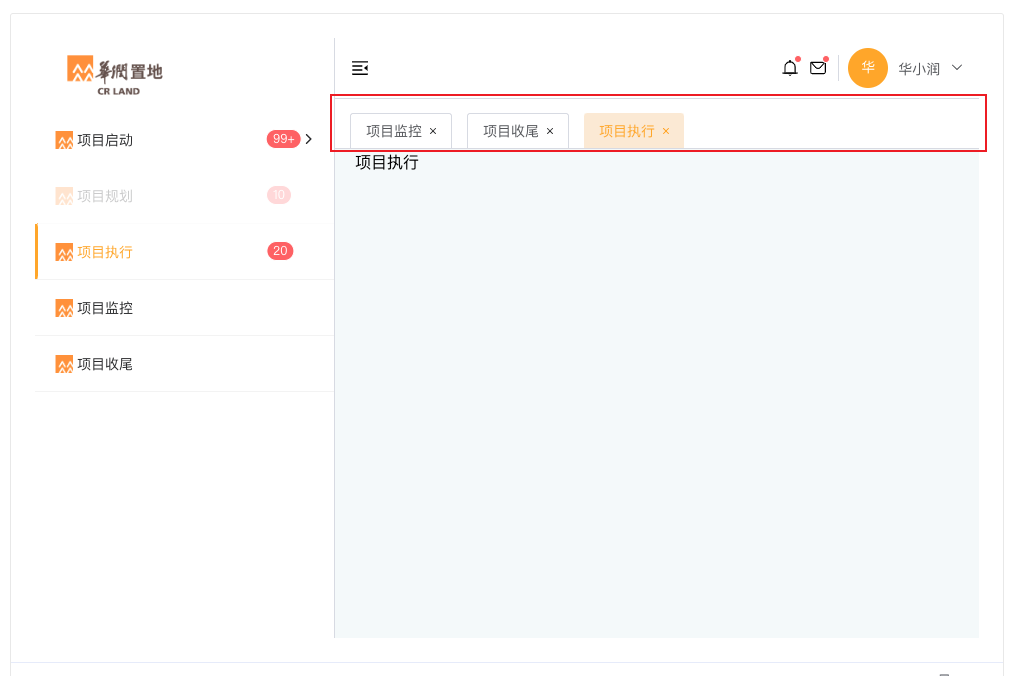 華潤置地
CR LAND
华
华小润
项目启动 99+
项目规划 10
项目执行 20
项目监控
项目收尾
项目监控 × 项目收尾 × 项目执行 ×
项目执行